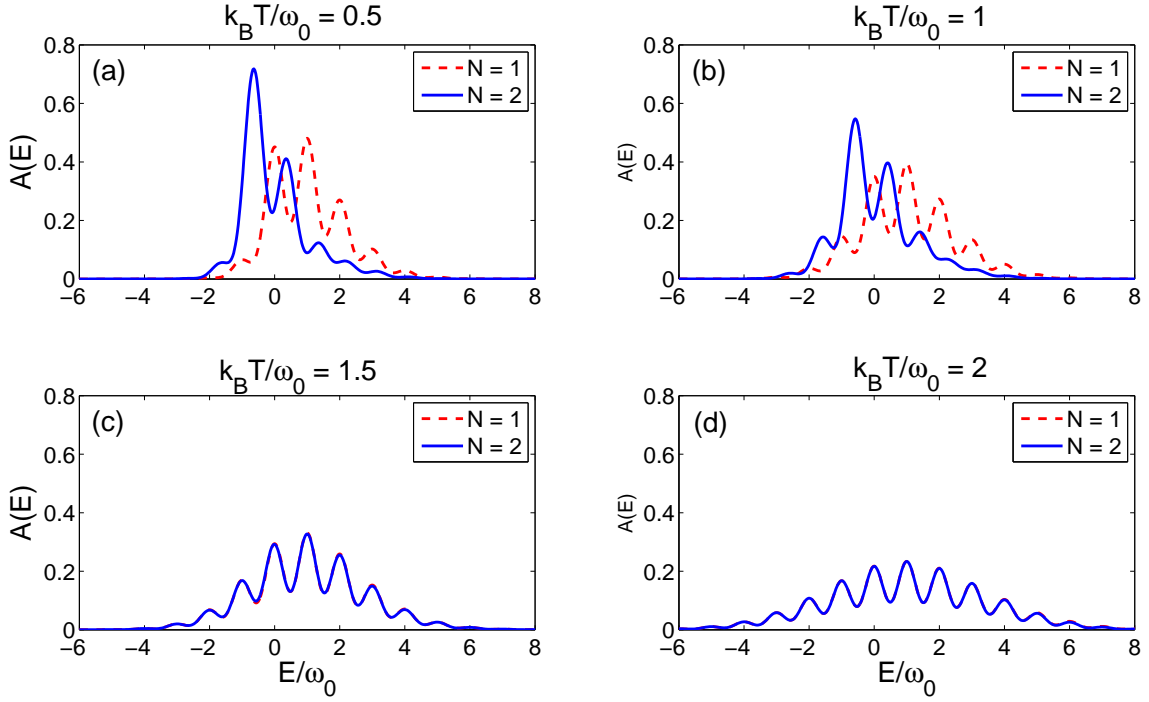 k_BT/ω_0 = 0.5
(a)
N = 1
N = 2
A(E)
0.8
0.6
0.4
0.2
0
−6 −4 −2 0 2 4 6 8
k_BT/ω_0 = 1
(b)
N = 1
N = 2
A(E)
0.8
0.6
0.4
0.2
0
−6 −4 −2 0 2 4 6 8
k_BT/ω_0 = 1.5
(c)
N = 1
N = 2
A(E)
0.8
0.6
0.4
0.2
0
−6 −4 −2 0 2 4 6 8
E/ω_0
k_BT/ω_0 = 2
(d)
N = 1
N = 2
A(E)
0.8
0.6
0.4
0.2
0
−6 −4 −2 0 2 4 6 8
E/ω_0